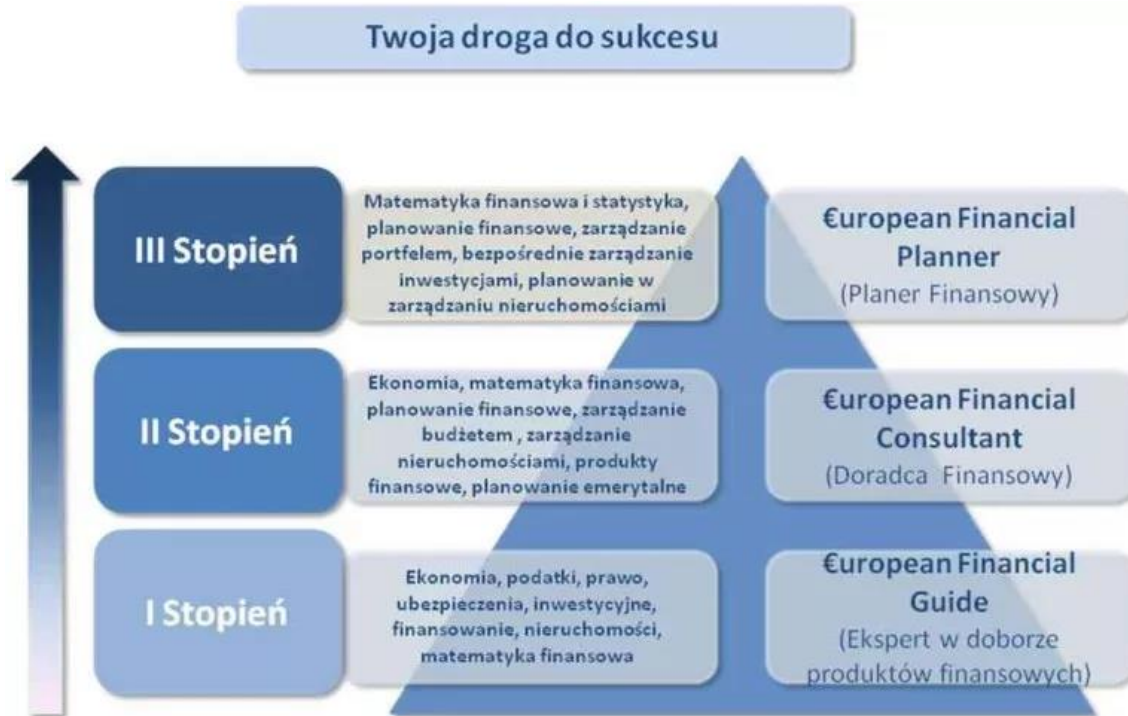 Twoja droga do sukcesu
III Stopień
Matematyka finansowa i statystyka,
planowanie finansowe, zarządzanie
portfelem, bezpośrednie zarządzanie
inwestycjami, planowanie w
zarządzaniu nieruchomościami
€uropean Financial
Planner
(Planer Finansowy)
II Stopień
Ekonomia, matematyka finansowa,
planowanie finansowe, zarządzanie
budżetem , zarządzanie
nieruchomościami, produkty
finansowe, planowanie emerytalne
€uropean Financial
Consultant
(Doradca Finansowy)
I Stopień
Ekonomia, podatki, prawo,
ubezpieczenia, inwestycyjne,
finansowanie, nieruchomości,
matematyka finansowa
€uropean Financial
Guide
(Ekspert w doborze
produktów finansowych)